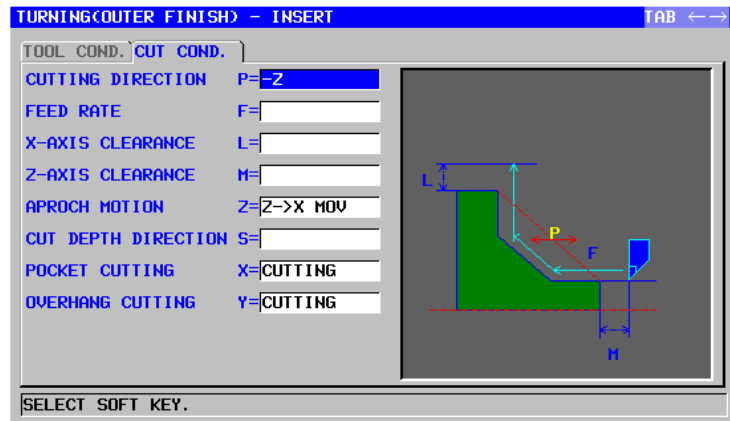 TURNING(OUTER FINISH) - INSERT TAB ←→
TOOL COND. CUT COND.
CUTTING DIRECTION P=-Z
FEED RATE F=
X-AXIS CLEARANCE L=
Z-AXIS CLEARANCE M=
APROCH MOTION Z=Z->X MOV
CUT DEPTH DIRECTION S=
POCKET CUTTING X=CUTTING
OVERHANG CUTTING Y=CUTTING
L
P
F
M
SELECT SOFT KEY.